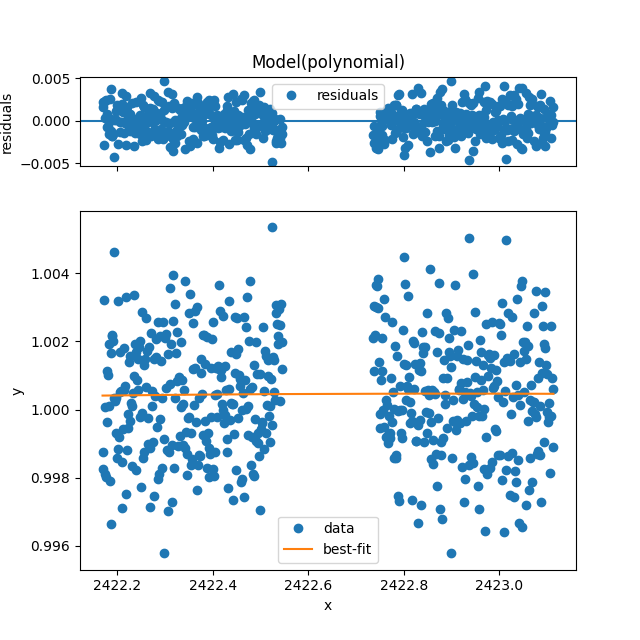 Model(polynomial)
0.005
0.000
−0.005
residuals
residuals
1.004
1.002
1.000
0.998
0.996
y
data
best-fit
2422.2 2422.4 2422.6 2422.8 2423.0
x